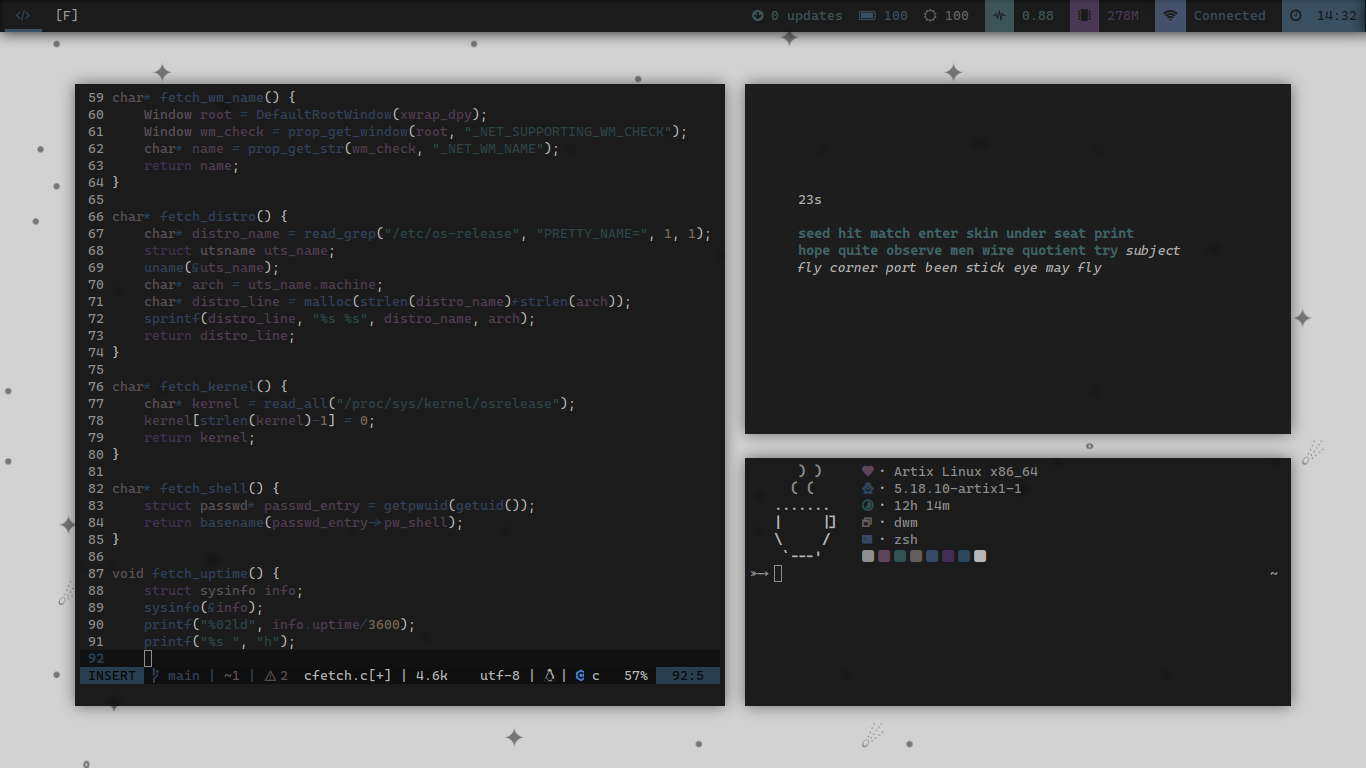 </> [F] 0 updates 100 100 0.88 278M Connected 14:32
59 char* fetch_wm_name() {
60     Window root = DefaultRootWindow(xwrap_dpy);
61     Window wm_check = prop_get_window(root, "_NET_SUPPORTING_WM_CHECK");
62     char* name = prop_get_str(wm_check, "_NET_WM_NAME");
63     return name;
64 }
65
66 char* fetch_distro() {
67     char* distro_name = read_grep("/etc/os-release", "PRETTY_NAME=", 1, 1);
68     struct utsname uts_name;
69     uname(&uts_name);
70     char* arch = uts_name.machine;
71     char* distro_line = malloc(strlen(distro_name)+strlen(arch));
72     sprintf(distro_line, "%s %s", distro_name, arch);
73     return distro_line;
74 }
75
76 char* fetch_kernel() {
77     char* kernel = read_all("/proc/sys/kernel/osrelease");
78     kernel[strlen(kernel)-1] = 0;
79     return kernel;
80 }
81
82 char* fetch_shell() {
83     struct passwd* passwd_entry = getpwuid(getuid());
84     return basename(passwd_entry->pw_shell);
85 }
86
87 void fetch_uptime() {
88     struct sysinfo info;
89     sysinfo(&info);
90     printf("%02ld", info.uptime/3600);
91     printf("%s ", "h");
92
INSERT main | ~1 | 2 cfetch.c[+] | 4.6k utf-8 | | c 57% 92:5
23s
seed hit match enter skin under seat print
hope quite observe men wire quotient try subject
fly corner port been stick eye may fly
) ) • Artix Linux x86_64
( ( • 5.18.10-artix1-1
....... • 12h 14m
|     |] • dwm
\     / • zsh
`---'
~